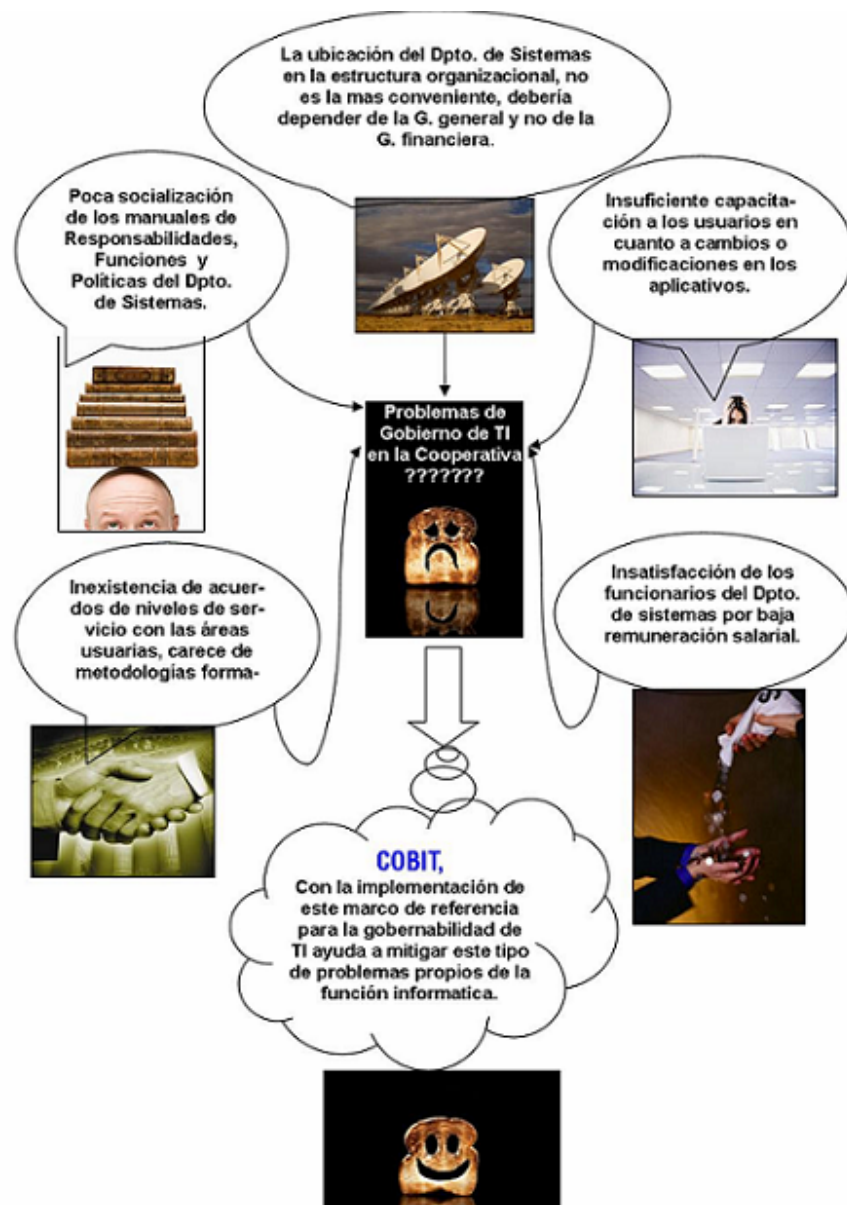 La ubicación del Dpto. de Sistemas
en la estructura organizacional, no
es la mas conveniente, debería
depender de la G. general y no de la
G. financiera.
Poca socialización
de los manuales de
Responsabilidades,
Funciones y
Políticas del Dpto.
de Sistemas.
Insuficiente capacita-
ción a los usuarios en
cuanto a cambios o
modificaciones en los
aplicativos.
Problemas de
Gobierno de TI
en la Cooperativa
???????
Inexistencia de acuer-
dos de niveles de ser-
vicio con las áreas
usuarias, carece de
metodologías forma-
Insatisfacción de los
funcionarios del Dpto.
de sistemas por baja
remuneración salarial.
COBIT,
Con la implementación de
este marco de referencia
para la gobernabilidad de
TI ayuda a mitigar este tipo
de problemas propios de la
función informatica.